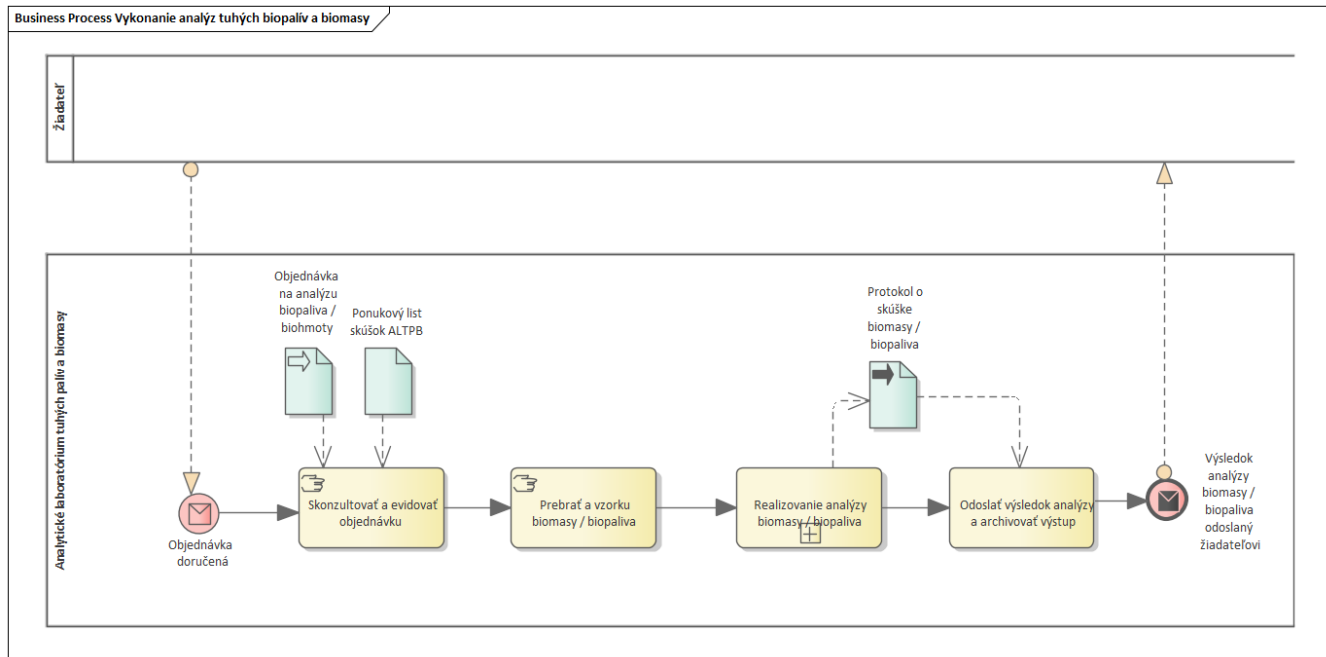 Business Process Vykonanie analýz tuhých biopalív a biomasy
Žiadateľ
Analytické laboratórium tuhých palív a biomasy
Objednávka
na analýzu
biopaliva /
biohmoty
Ponukový list
skúšok ALTPB
Protokol o
skúške
biomasy /
biopaliva
Objednávka
doručená
Skonzultovať a evidovať
objednávku
Prebrať a vzorku
biomasy / biopaliva
Realizovanie analýzy
biomasy / biopaliva
Odoslať výsledok analýzy
a archivovať výstup
Výsledok
analýzy
biomasy /
biopaliva
odoslaný
žiadateľovi